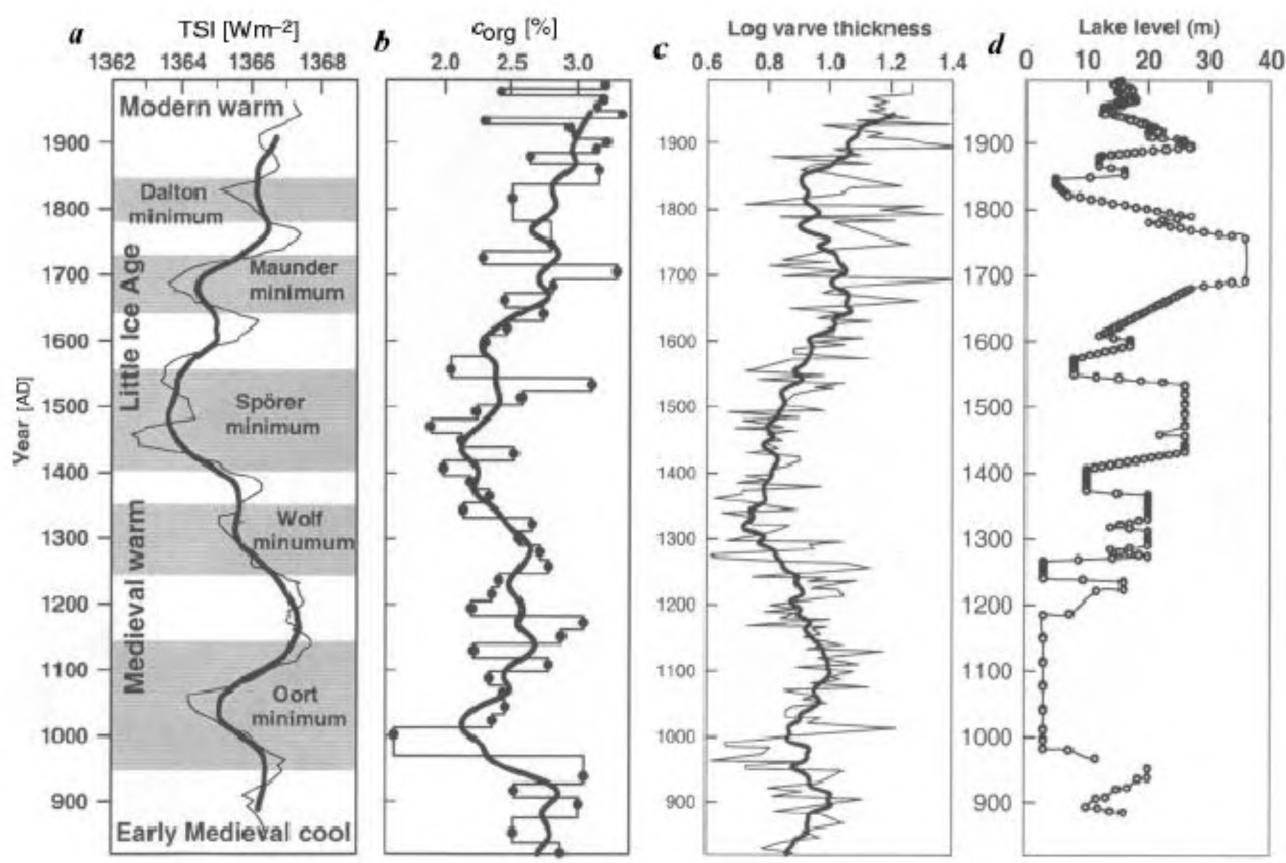 a TSI [Wm−2]
1362 1364 1366 1368
b Corg [%]
2.0 2.5 3.0
c Log varve thickness
0.6 0.8 1.0 1.2 1.4
d Lake level (m)
0 10 20 30 40
Year [AD]
1900
1800
1700
1600
1500
1400
1300
1200
1100
1000
900
Modern warm
Dalton
minimum
Little Ice Age
Maunder
minimum
Spörer
minimum
Wolf
minumum
Medieval warm
Oort
minimum
Early Medieval cool
1900
1800
1700
1600
1500
1400
1300
1200
1100
1000
900
1900
1800
1700
1600
1500
1400
1300
1200
1100
1000
900